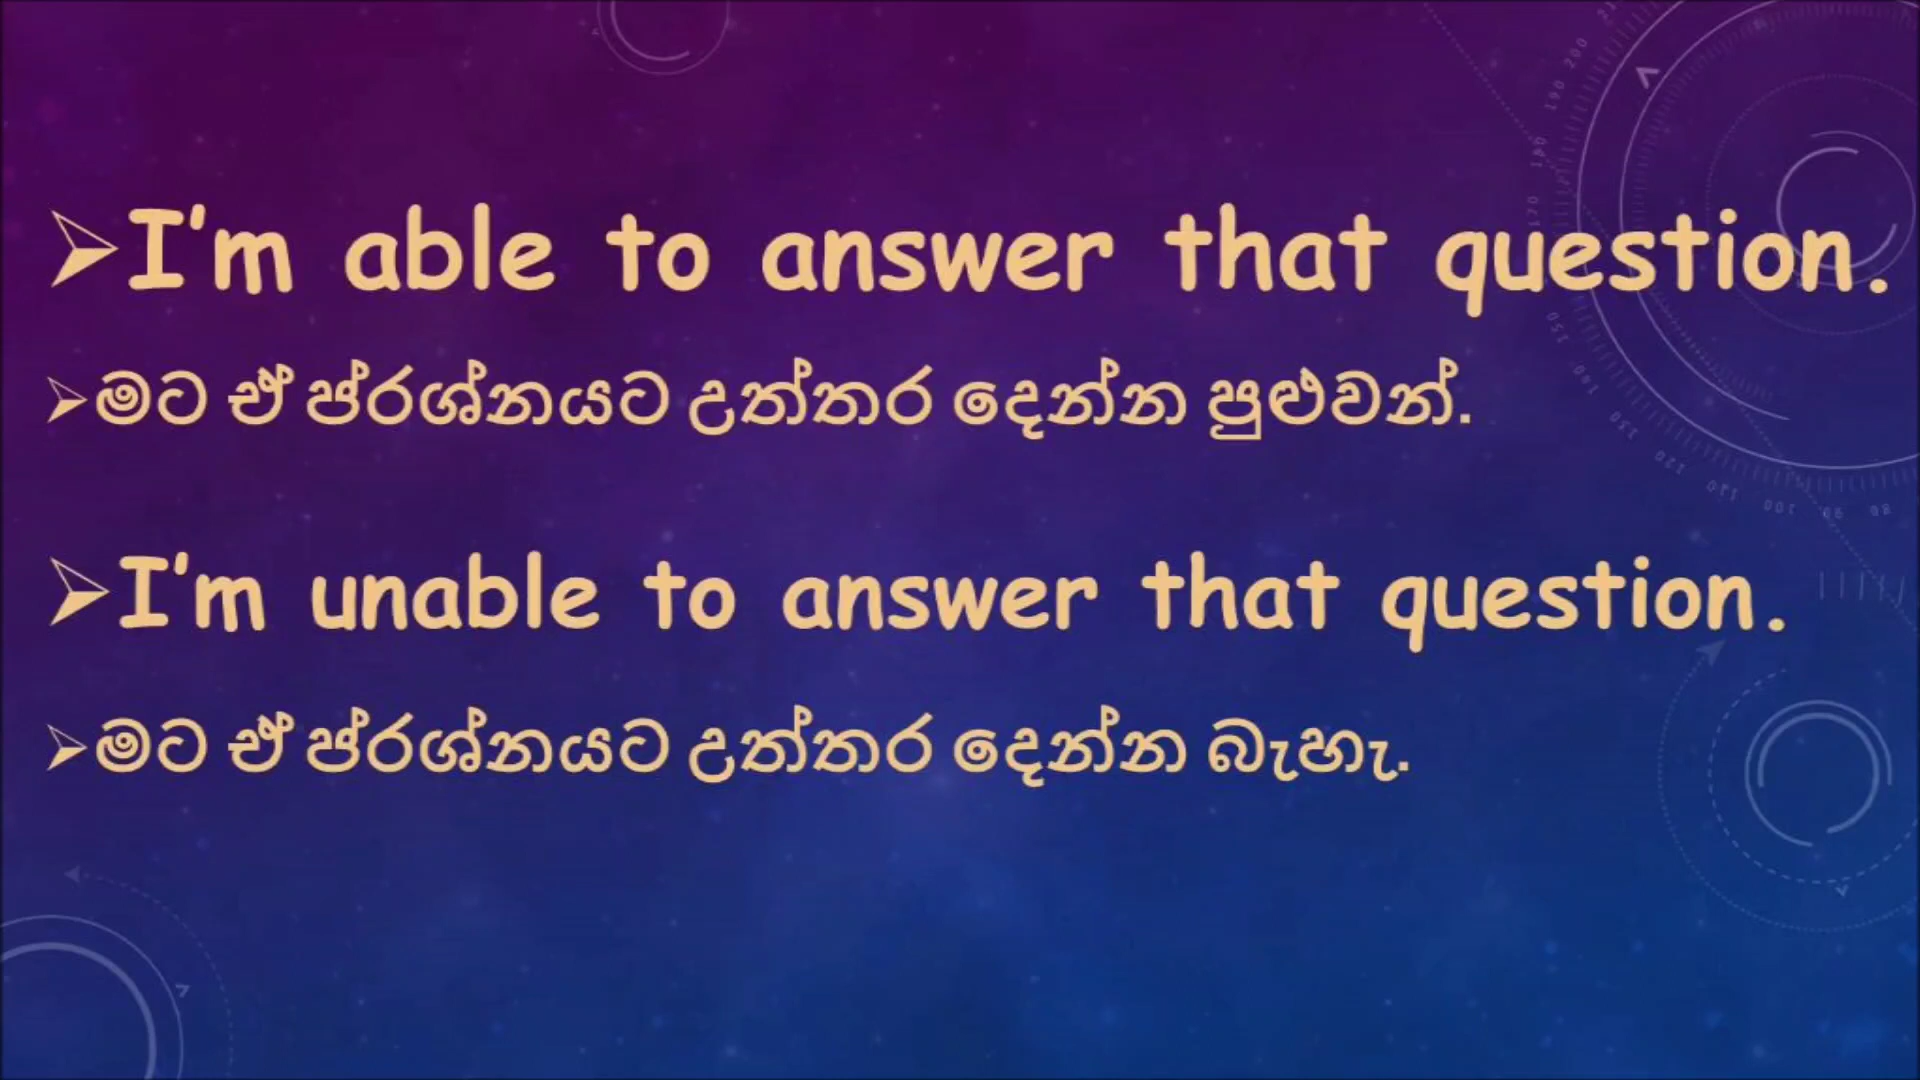 ➢I'm able to answer that question.
➢මට ඒ ප්රශ්නයට උත්තර දෙන්න පුළුවන්.
➢I'm unable to answer that question.
➢මට ඒ ප්රශ්නයට උත්තර දෙන්න බැහැ.